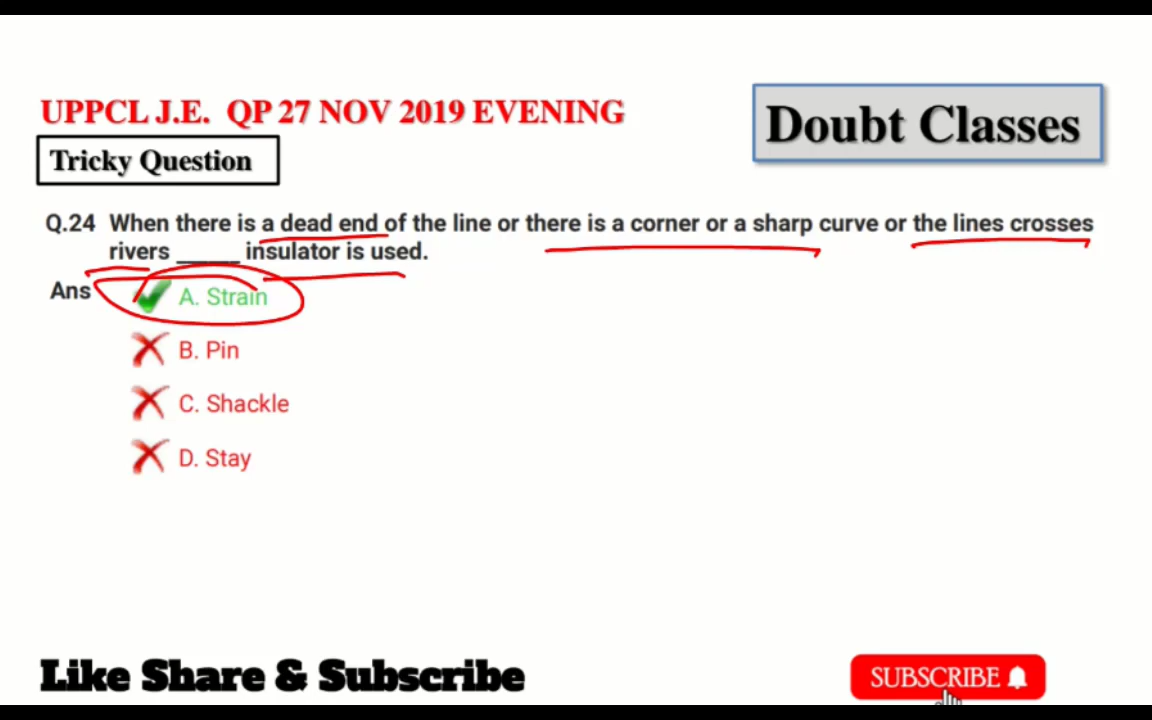 UPPCL J.E. QP 27 NOV 2019 EVENING
Doubt Classes
Tricky Question
Q.24 When there is a dead end of the line or there is a corner or a sharp curve or the lines crosses
rivers _____ insulator is used.
Ans A. Strain
B. Pin
C. Shackle
D. Stay
Like Share & Subscribe
SUBSCRIBE